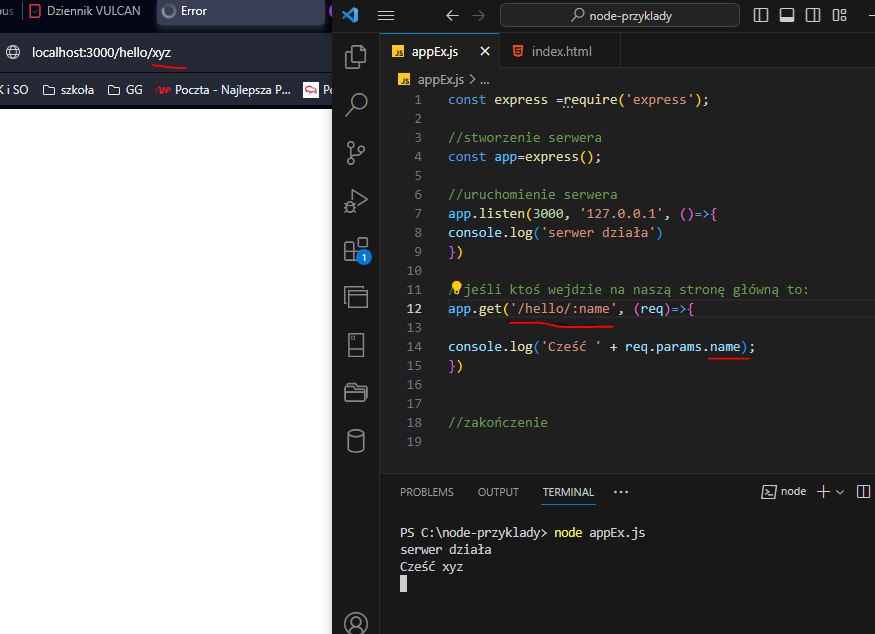 ous
Dziennik VULCAN
Error
localhost:3000/hello/xyz
K i SO
szkoła
GG
Poczta - Najlepsza P...
Pe
node-przyklady
JS appEx.js
index.html
JS appEx.js > ...
1 const express =require('express');
2
3 //stworzenie serwera
4 const app=express();
5
6 //uruchomienie serwera
7 app.listen(3000, '127.0.0.1', ()=>{
8 console.log('serwer działa')
9 })
10
11 /jeśli ktoś wejdzie na naszą stronę główną to:
12 app.get('/hello/:name', (req)=>{
13
14 console.log('Cześć ' + req.params.name);
15 })
16
17
18 //zakończenie
19
1
PROBLEMS OUTPUT TERMINAL ...
node
PS C:\node-przyklady> node appEx.js
serwer działa
Cześć xyz